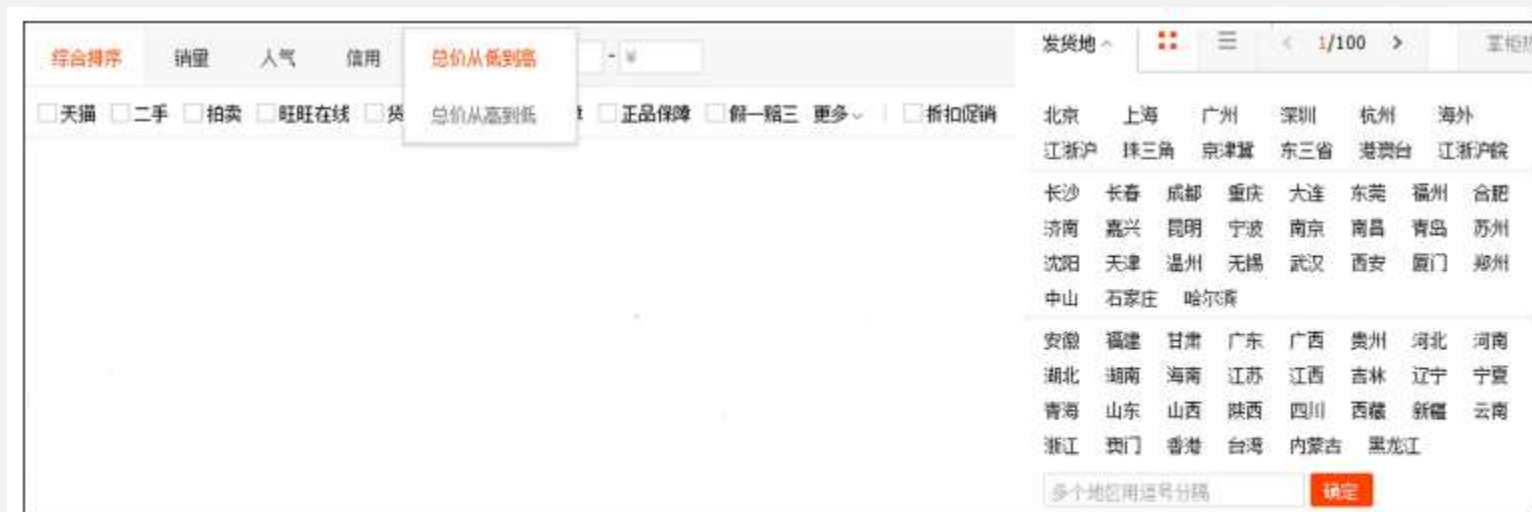 综合排序 销量 人气 信用 总价从低到高 - ¥
总价从高到低
天猫 二手 拍卖 旺旺在线 货 正品保障 假一赔三 更多 折扣促销
发货地 < 1/100 > 掌柜热
北京 上海 广州 深圳 杭州 海外
江浙沪 珠三角 京津冀 东三省 港澳台 江浙沪皖
长沙 长春 成都 重庆 大连 东莞 福州 合肥
济南 嘉兴 昆明 宁波 南京 南昌 青岛 苏州
沈阳 天津 温州 无锡 武汉 西安 厦门 郑州
中山 石家庄 哈尔滨
安徽 福建 甘肃 广东 广西 贵州 河北 河南
湖北 湖南 海南 江苏 江西 吉林 辽宁 宁夏
青海 山东 山西 陕西 四川 西藏 新疆 云南
浙江 澳门 香港 台湾 内蒙古 黑龙江
多个地区用逗号分隔 确定